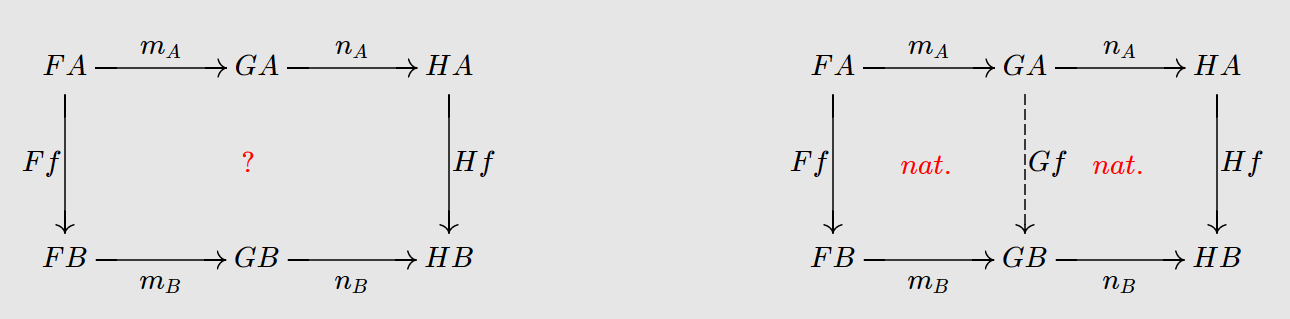 m_A n_A m_A n_A
FA GA HA FA GA HA
Ff ? Hf Ff nat. Gf nat. Hf
FB GB HB FB GB HB
m_B n_B m_B n_B